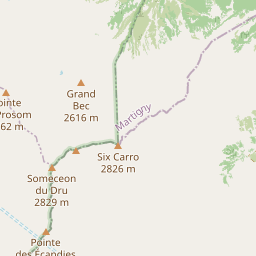 Grand
Bec
2616 m
ointe
Prosom
62 m
Martigny
Six Carro
2826 m
Someceon
du Dru
2829 m
Pointe
des Ecandies